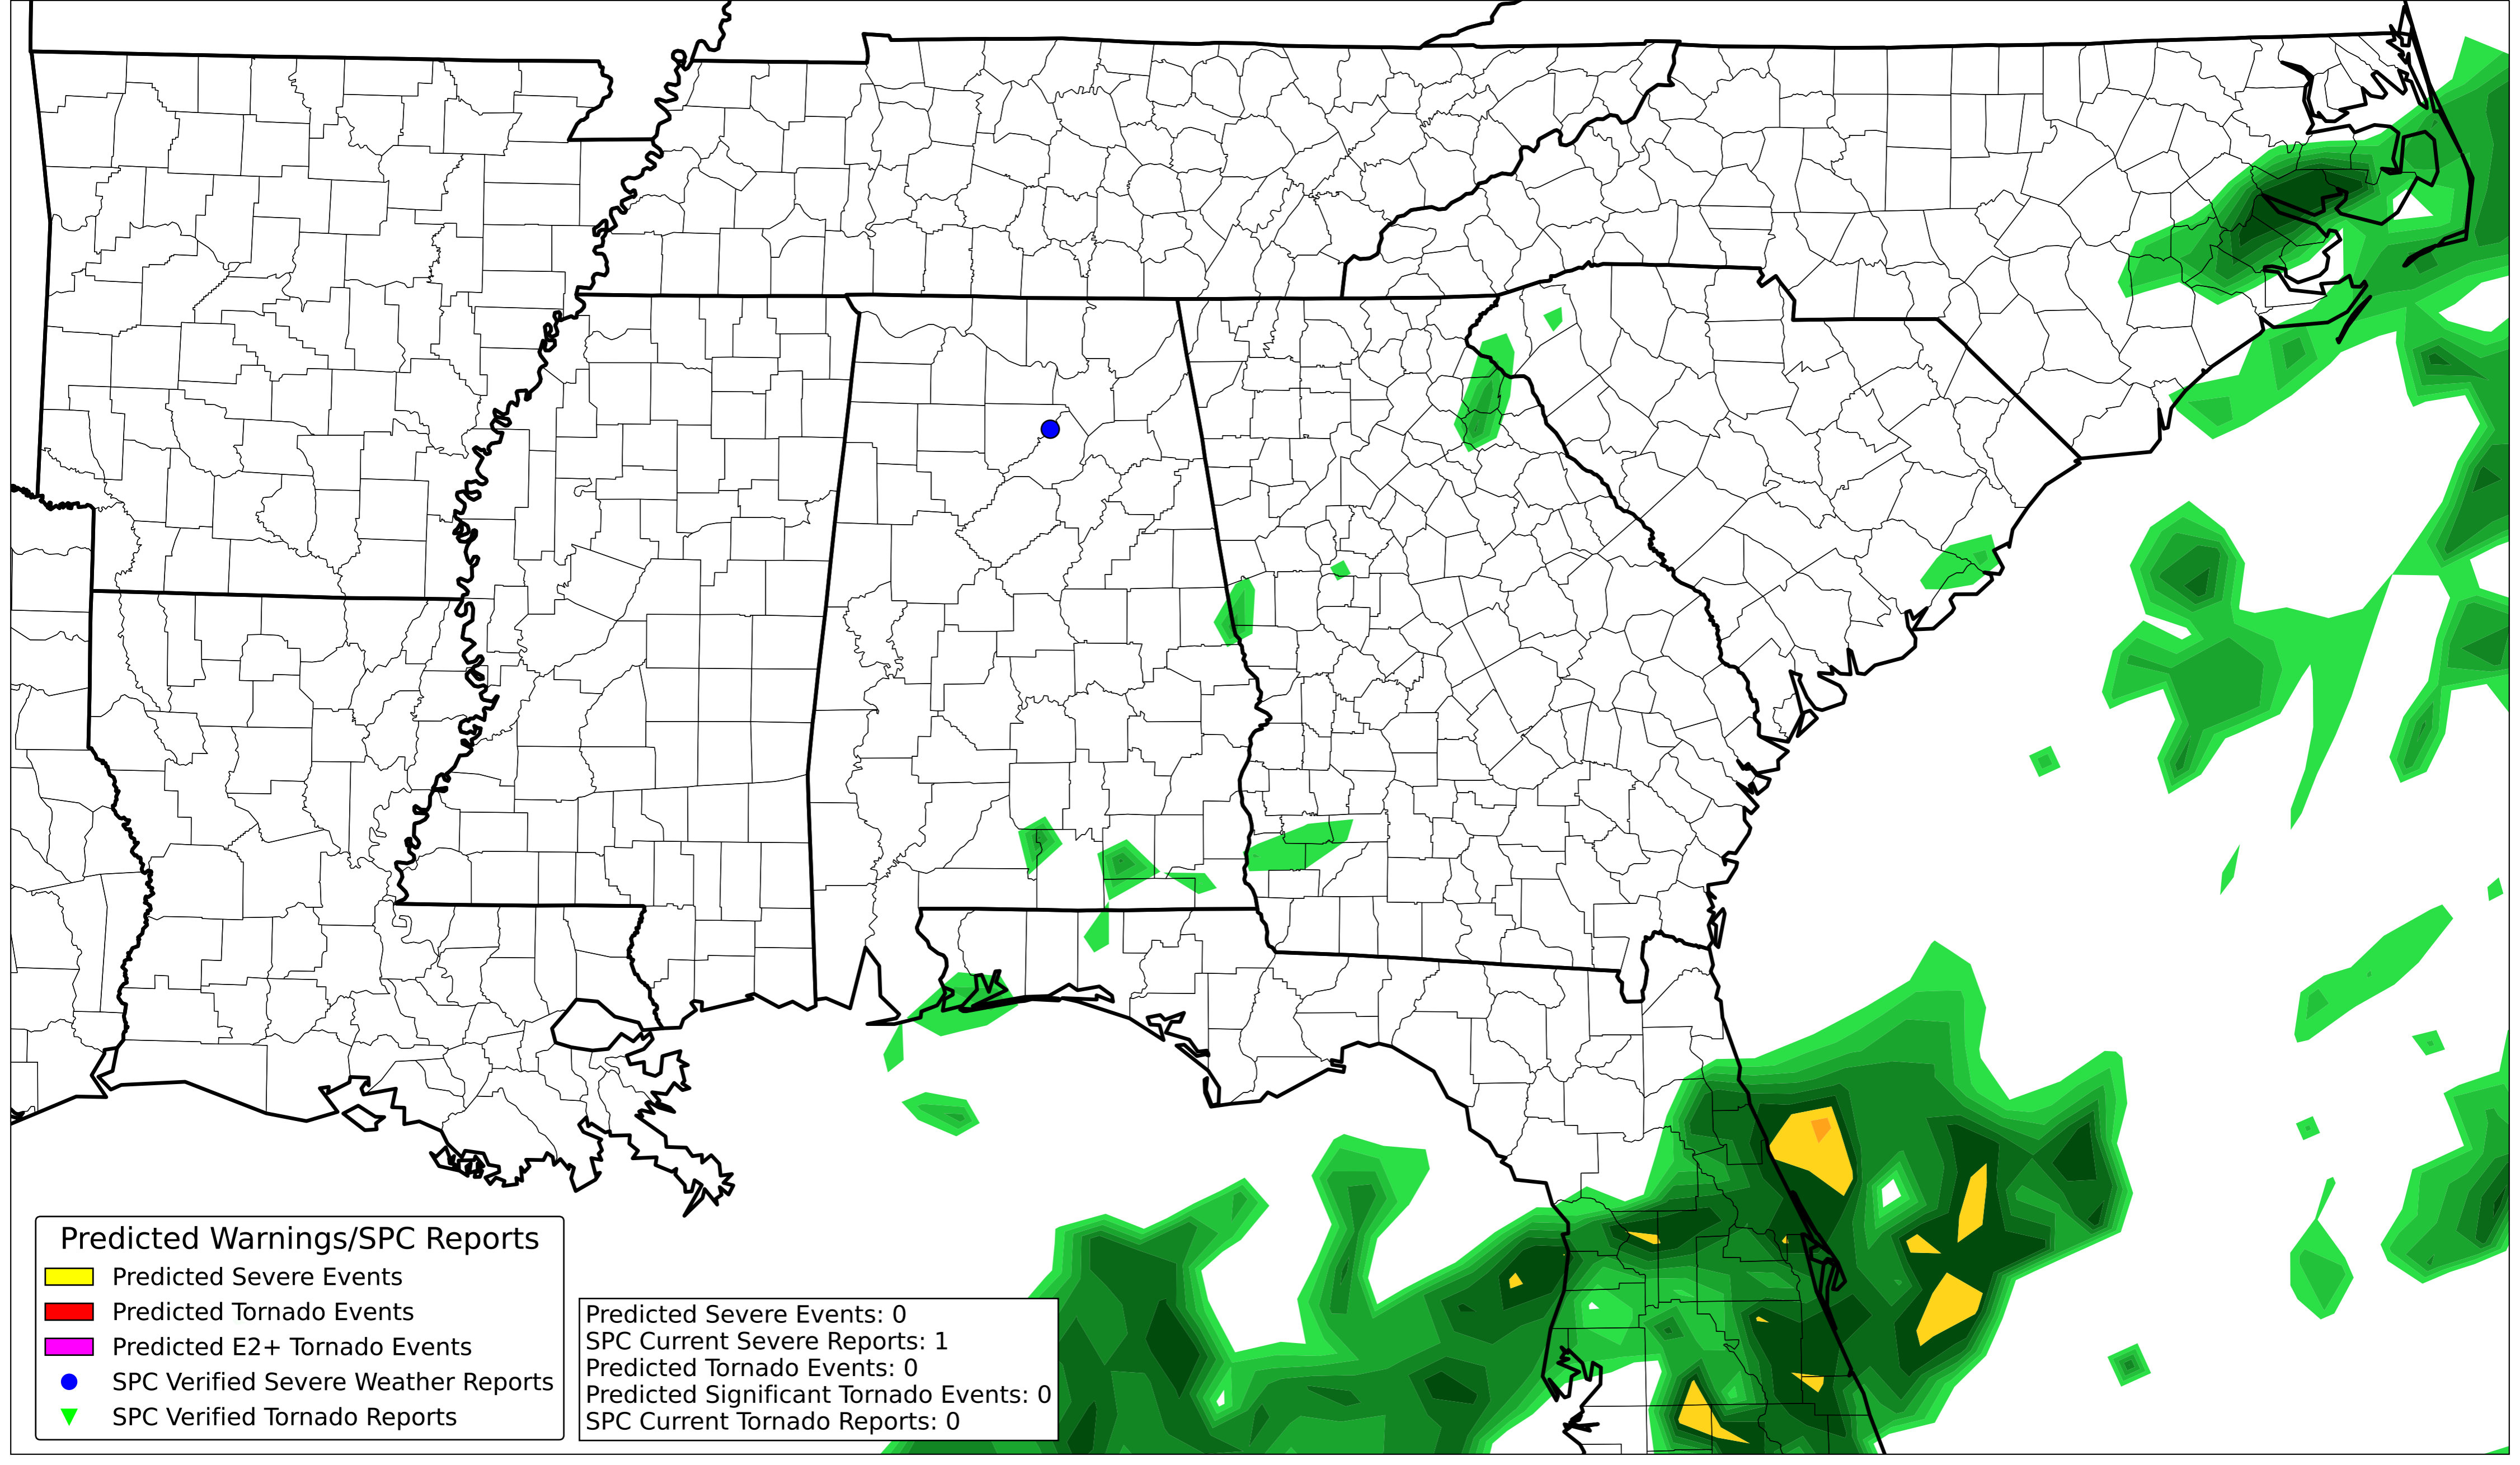 Predicted Warnings/SPC Reports
Predicted Severe Events
Predicted Tornado Events
Predicted E2+ Tornado Events
SPC Verified Severe Weather Reports
SPC Verified Tornado Reports
Predicted Severe Events: 0
SPC Current Severe Reports: 1
Predicted Tornado Events: 0
Predicted Significant Tornado Events: 0
SPC Current Tornado Reports: 0